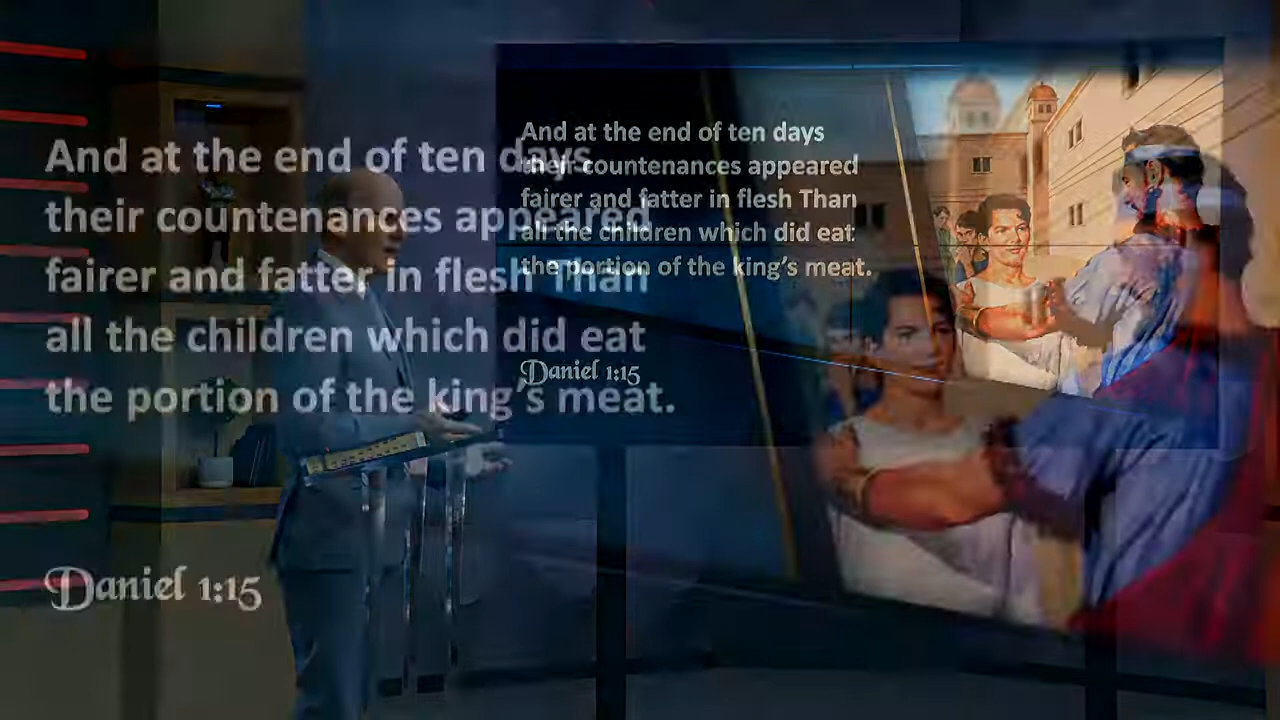 And at the end of ten days
their countenances appeared
fairer and fatter in flesh Than
all the children which did eat
the portion of the king's meat.
Daniel 1:15
And at the end of ten days
their countenances appeared
fairer and fatter in flesh Than
all the children which did eat
the portion of the king's meat.
Daniel 1:15